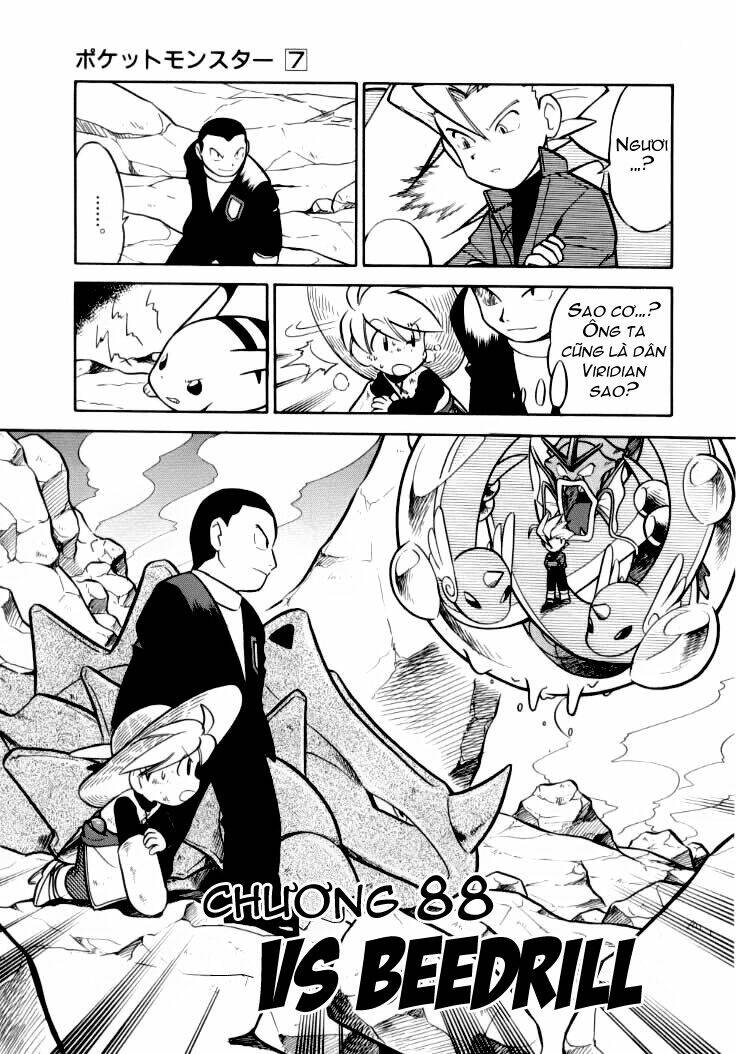 ポケットモンスター 7
NGƯƠI
...?
......。
SAO CƠ...?
ÔNG TA
CŨNG LÀ DÂN
VIRIDIAN
SAO?
CHƯƠNG 88
VS BEEDRILL